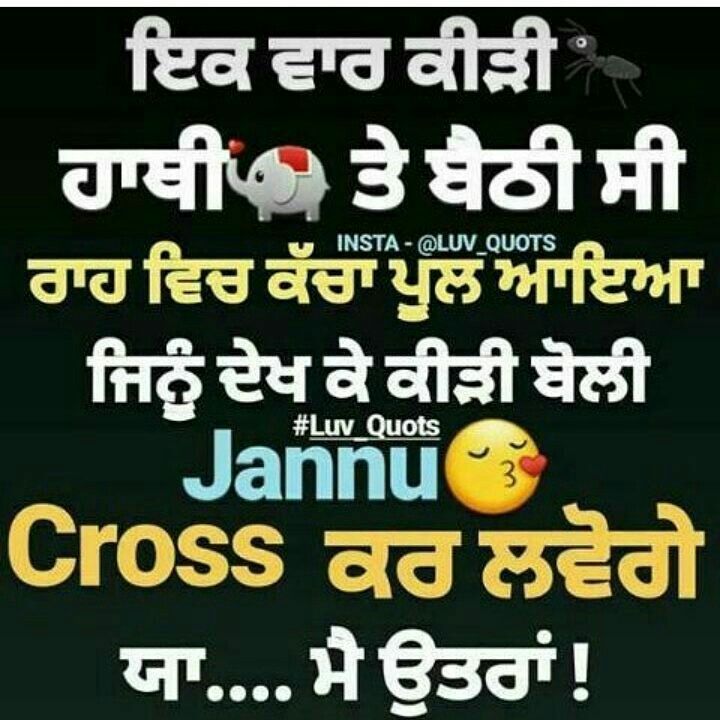 ਇਕ ਵਾਰ ਕੀੜੀ
ਹਾਥੀ ਤੇ ਬੈਠੀ ਸੀ
INSTA - @LUV_QUOTS
ਰਾਹ ਵਿਚ ਕੱਚਾ ਪੂਲ ਆਇਆ
ਜਿਨੂੰ ਦੇਖ ਕੇ ਕੀੜੀ ਬੋਲੀ
#Luv_Quots
Jannu
Cross ਕਰ ਲਵੋਗੇ
ਯਾ.... ਮੈ ਉਤਰਾਂ !